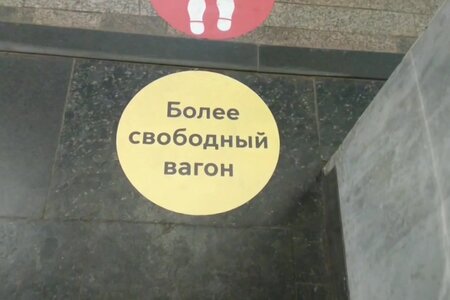 Более
свободный
вагон